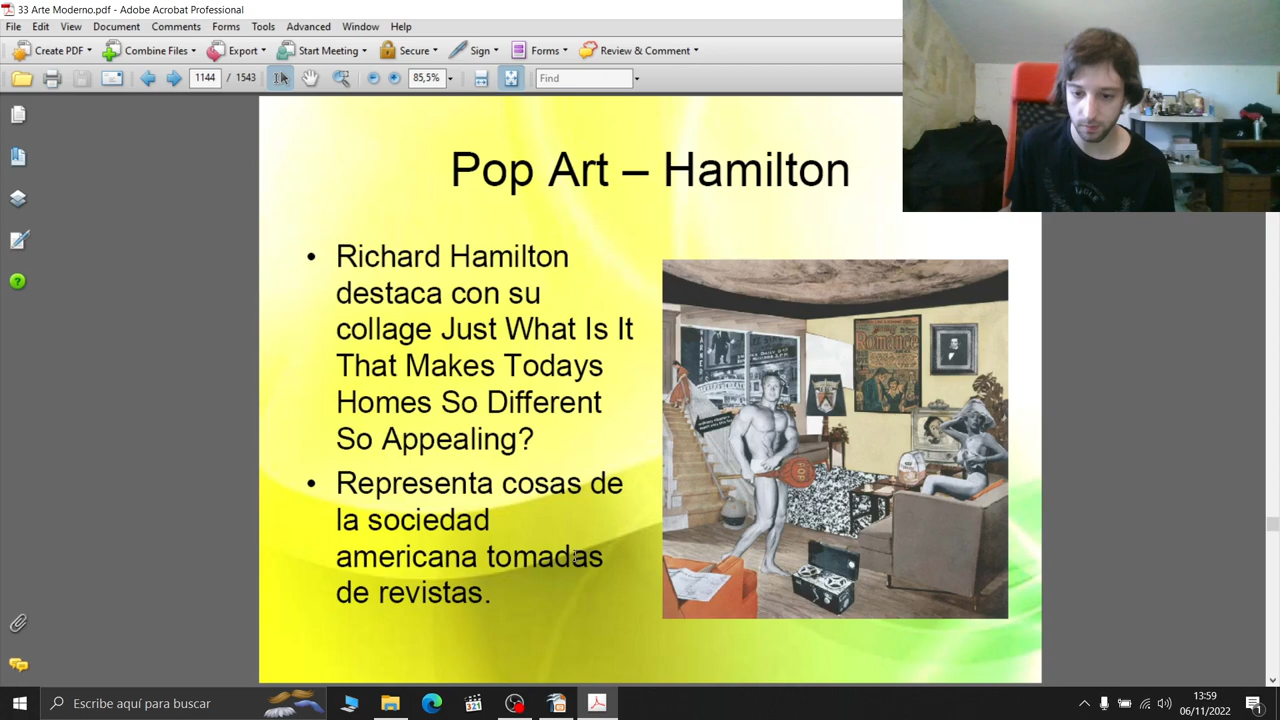 33 Arte Moderno.pdf - Adobe Acrobat Professional
File Edit View Document Comments Forms Tools Advanced Window Help
Create PDF Combine Files Export Start Meeting Secure Sign Forms Review & Comment
1144 / 1543 85,5% Find
Pop Art – Hamilton
• Richard Hamilton
destaca con su
collage Just What Is It
That Makes Todays
Homes So Different
So Appealing?
• Representa cosas de
la sociedad
americana tomadas
de revistas.
Romance
POP
Escribe aquí para buscar
321
13:59
06/11/2022
1